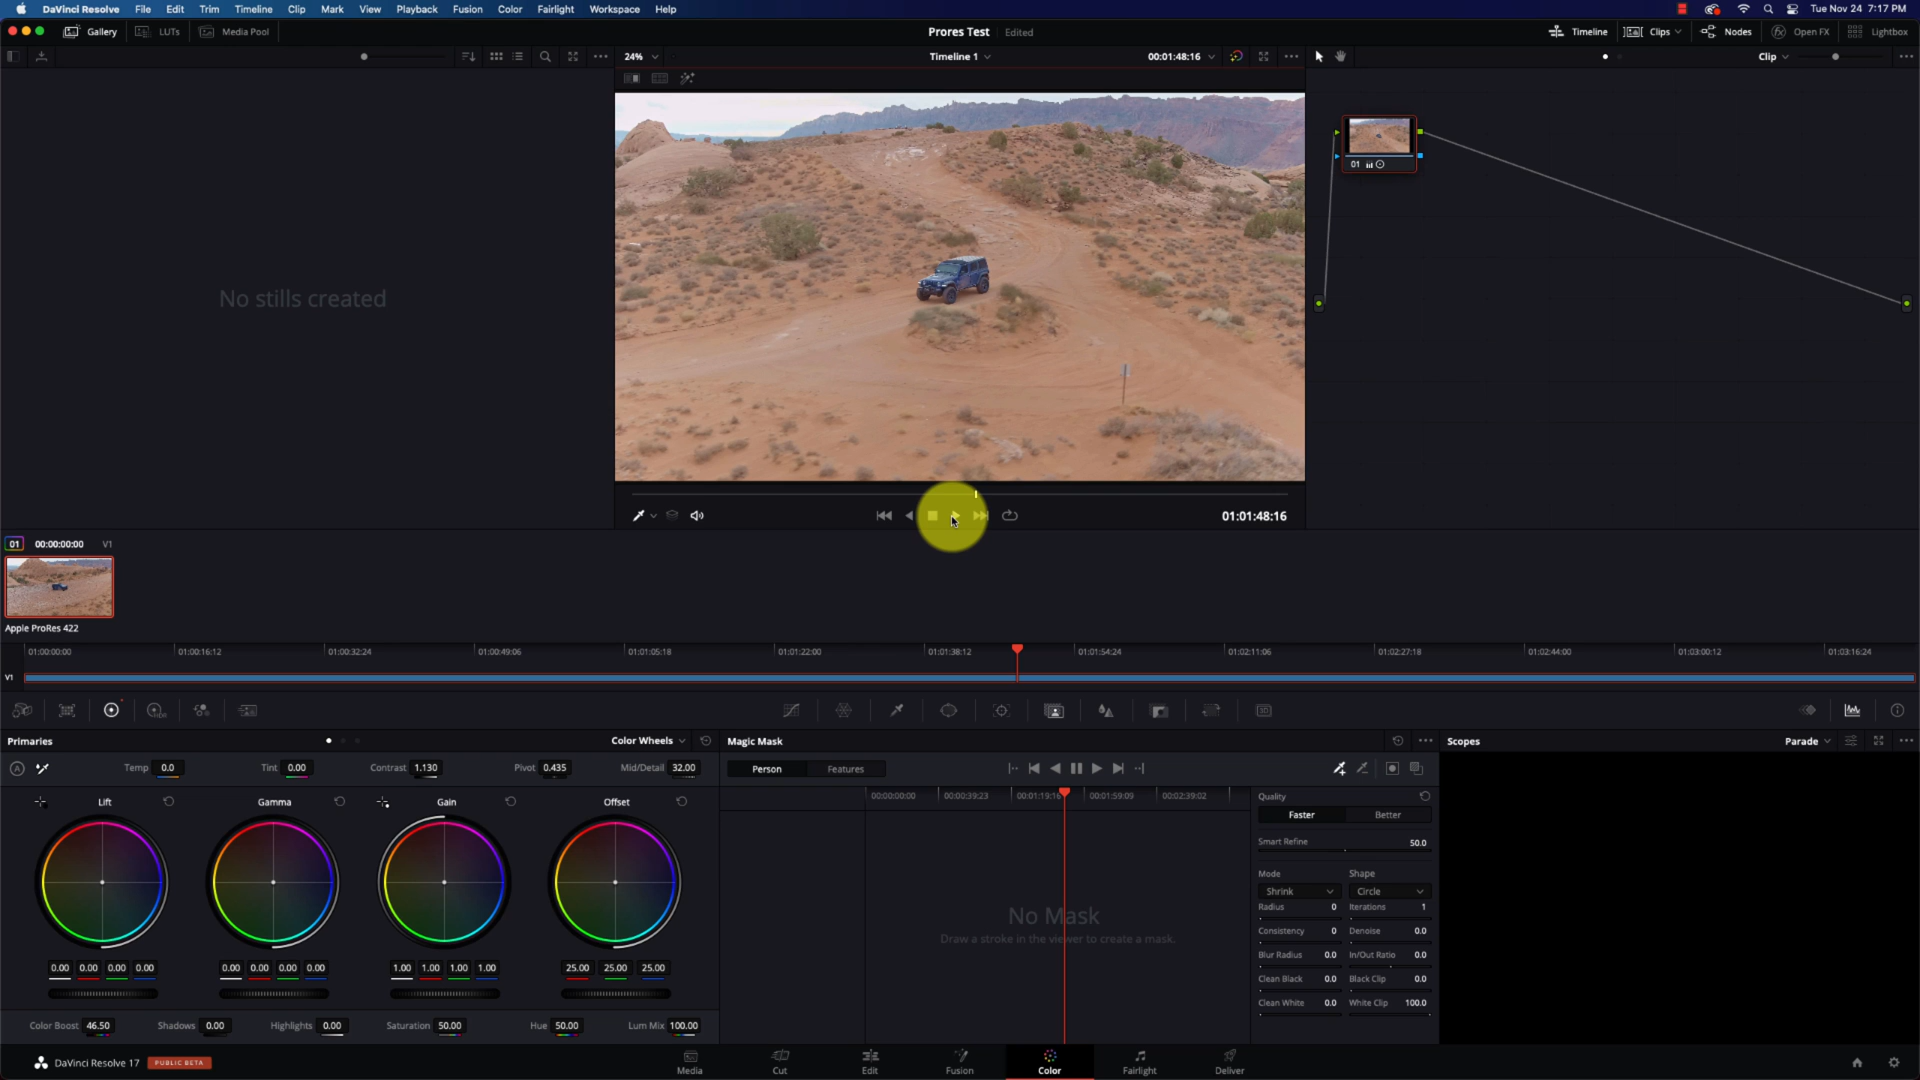 DaVinci Resolve File Edit Trim Timeline Clip Mark View Playback Fusion Color Fairlight Workspace Help
Tue Nov 24 7:17 PM
Gallery LUTs Media Pool
Prores Test Edited
Timeline Clips Nodes Open FX Lightbox
24% Timeline 1 00:01:48:16
Clip
No stills created
01
01:01:48:16
01 00:00:00:00 V1
Apple ProRes 422
01:00:00:00 01:00:16:12 01:00:32:24 01:00:49:06 01:01:05:18 01:01:22:00 01:01:38:12 01:01:54:24 01:02:11:06 01:02:27:18 01:02:44:00 01:03:00:12 01:03:16:24
V1
Primaries Color Wheels
Magic Mask
Scopes Parade
A Temp 0.0 Tint 0.00 Contrast 1.130 Pivot 0.435 Mid/Detail 32.00
Person Features
Lift Gamma Gain Offset
00:00:00:00 00:00:39:23 00:01:19:16 00:01:59:09 00:02:39:02
Quality
Faster Better
Smart Refine 50.0
Mode Shape
Shrink Circle
Radius 0 Iterations 1
No Mask
Draw a stroke in the viewer to create a mask.
Consistency 0 Denoise 0.0
Blur Radius 0.0 In/Out Ratio 0.0
0.00 0.00 0.00 0.00 0.00 0.00 0.00 0.00 1.00 1.00 1.00 1.00 25.00 25.00 25.00
Clean Black 0.0 Black Clip 0.0
Clean White 0.0 White Clip 100.0
Color Boost 46.50 Shadows 0.00 Highlights 0.00 Saturation 50.00 Hue 50.00 Lum Mix 100.00
DaVinci Resolve 17 PUBLIC BETA
Media Cut Edit Fusion Color Fairlight Deliver